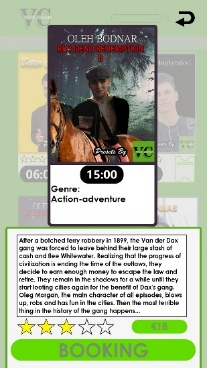 VC
OLEH BODNAR
RED DEAD REDEMPTION
II
Presents By
VC
06:0
15:00
Genre:
Action-adventure
After a botched ferry robbery in 1899, the Van der Dax
gang was forced to leave behind their large stash of
cash and flee Whitewater. Realizing that the progress of
civilization is ending the time of the outlaws, they
decide to earn enough money to escape the law and
retire. They remain in the shadows for a while until they
start looting cities again for the benefit of Dax's gang.
Oleg Morgan, the main character of all episodes, blows
up, robs and has fun in the cities. Then the most terrible
thing in the history of the gang happens...
€18
BOOKING